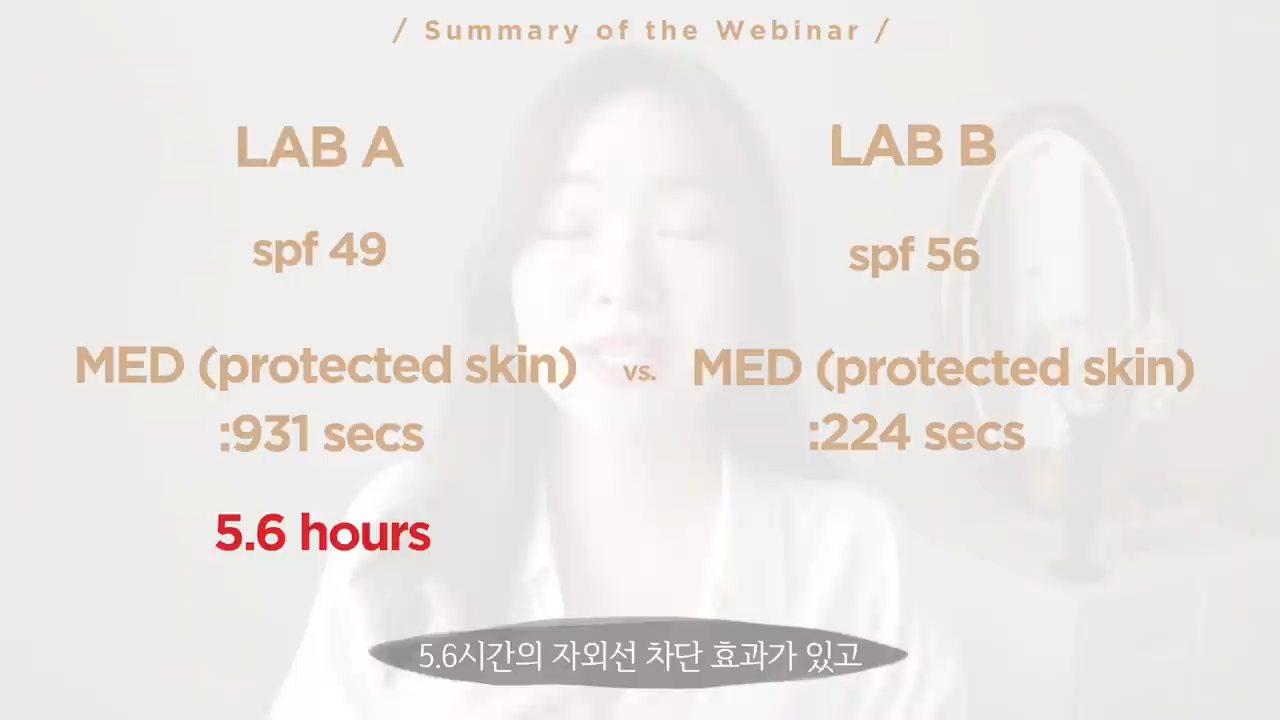 / Summary of the Webinar /
LAB A
LAB B
spf 49
spf 56
MED (protected skin)
:931 secs
vs.
MED (protected skin)
:224 secs
5.6 hours
5.6시간의 자외선 차단 효과가 있고